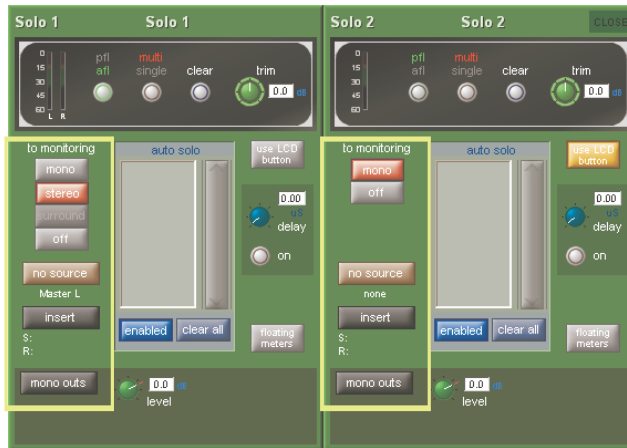 Solo 1 Solo 1
0 15 30 45 60 L R
pfl afl
multi single
clear
trim
0.0 dB
to monitoring
mono
stereo
surround
off
no source
Master L
insert
S:
R:
mono outs
auto solo
enabled
clear all
use LCD button
0.00
uS
delay
on
floating meters
0.0 dB
level
Solo 2 Solo 2 CLOSE
0 15 30 45 60
pfl afl
multi single
clear
trim
0.0 dB
to monitoring
mono
off
no source
none
insert
S:
R:
mono outs
auto solo
enabled
clear all
use LCD button
0.00
uS
delay
on
floating meters
0.0 dB
level